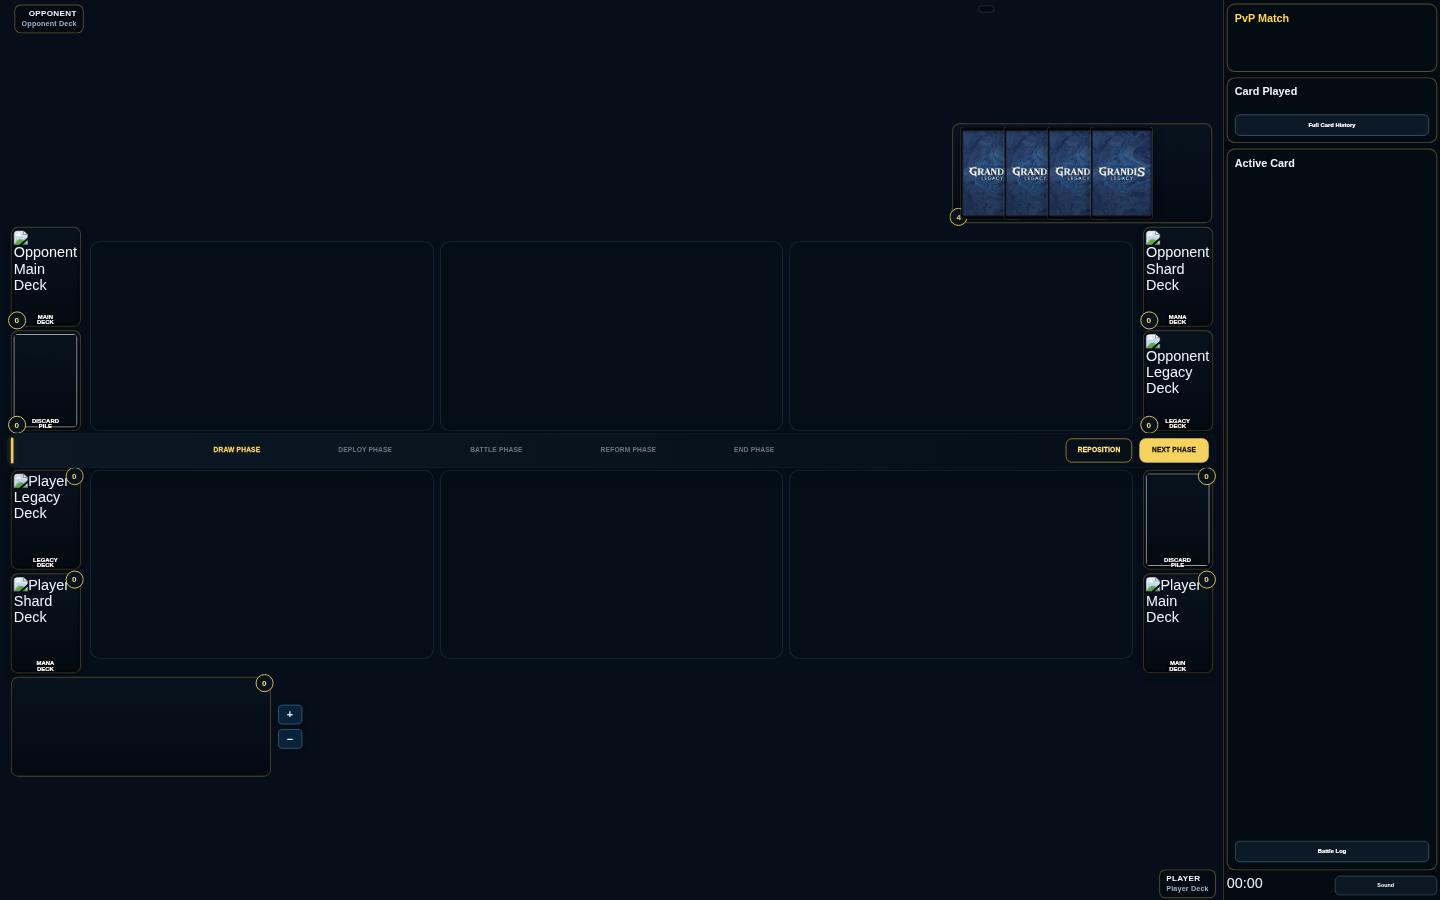 OPPONENT
Opponent Deck
PvP Match
Card Played
Full Card History
Active Card
GRAND
LEGACY
GRAND
LEGACY
GRAND
LEGACY
GRANDIS
LEGACY
4
Opponent
Main
Deck
MAIN
DECK
0
Opponent
Shard
Deck
MANA
DECK
0
DISCARD
PILE
0
Opponent
Legacy
Deck
LEGACY
DECK
0
DRAW PHASE
DEPLOY PHASE
BATTLE PHASE
REFORM PHASE
END PHASE
REPOSITION
NEXT PHASE
Player
Legacy
Deck
LEGACY
DECK
0
DISCARD
PILE
0
Player
Shard
Deck
MANA
DECK
0
Player
Main
Deck
MAIN
DECK
0
0
+
−
Battle Log
PLAYER
Player Deck
00:00
Sound